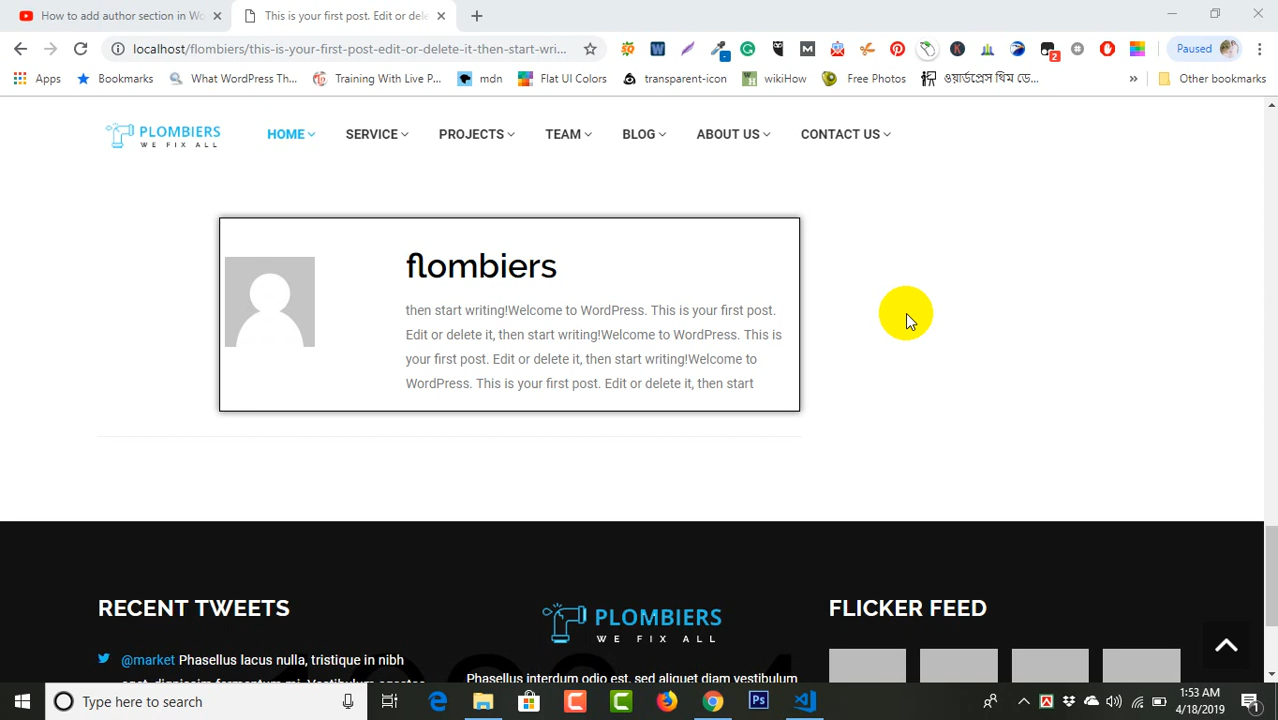 How to add author section in Wo
This is your first post. Edit or dele
localhost/flombiers/this-is-your-first-post-edit-or-delete-it-then-start-wri...
Paused
Apps
Bookmarks
What WordPress Th...
Training With Live P...
mdn
Flat UI Colors
transparent-icon
wikiHow
Free Photos
ওয়ার্ডপ্রেস থিম ডে...
Other bookmarks
PLOMBIERS
WE FIX ALL
HOME
SERVICE
PROJECTS
TEAM
BLOG
ABOUT US
CONTACT US
flombiers
then start writing!Welcome to WordPress. This is your first post.
Edit or delete it, then start writing!Welcome to WordPress. This is
your first post. Edit or delete it, then start writing!Welcome to
WordPress. This is your first post. Edit or delete it, then start
RECENT TWEETS
PLOMBIERS
WE FIX ALL
FLICKER FEED
@market Phasellus lacus nulla, tristique in nibh
Phasellus interdum odio est, sed aliquet diam vestibulum
Type here to search
1:53 AM
4/18/2019